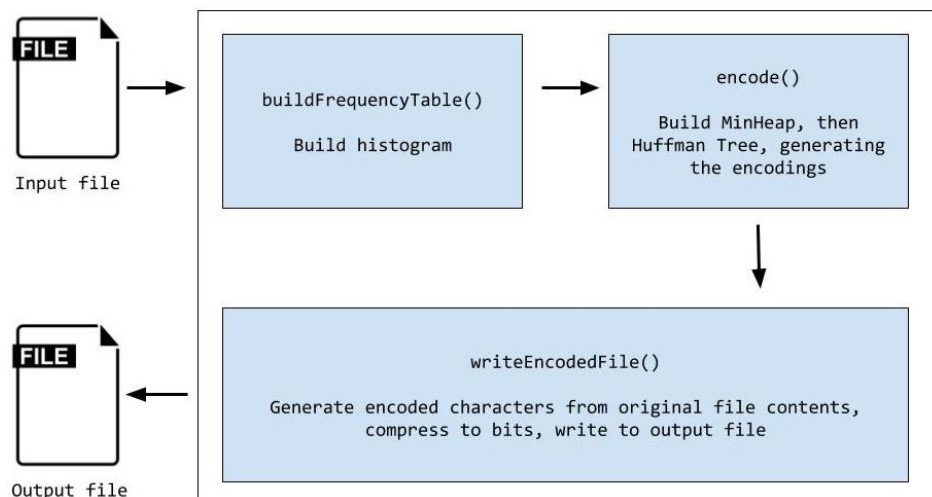 FILE
Input file
buildFrequencyTable()
Build histogram
encode()
Build MinHeap, then
Huffman Tree, generating
the encodings
writeEncodedFile()
Generate encoded characters from original file contents,
compress to bits, write to output file
FILE
Output file